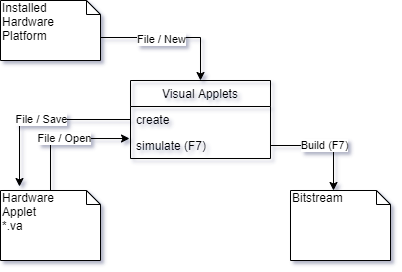 Installed
Hardware
Platform
File / New
Visual Applets
create
simulate (F7)
File / Save
File / Open
Build (F7)
Hardware
Applet
*.va
Bitstream